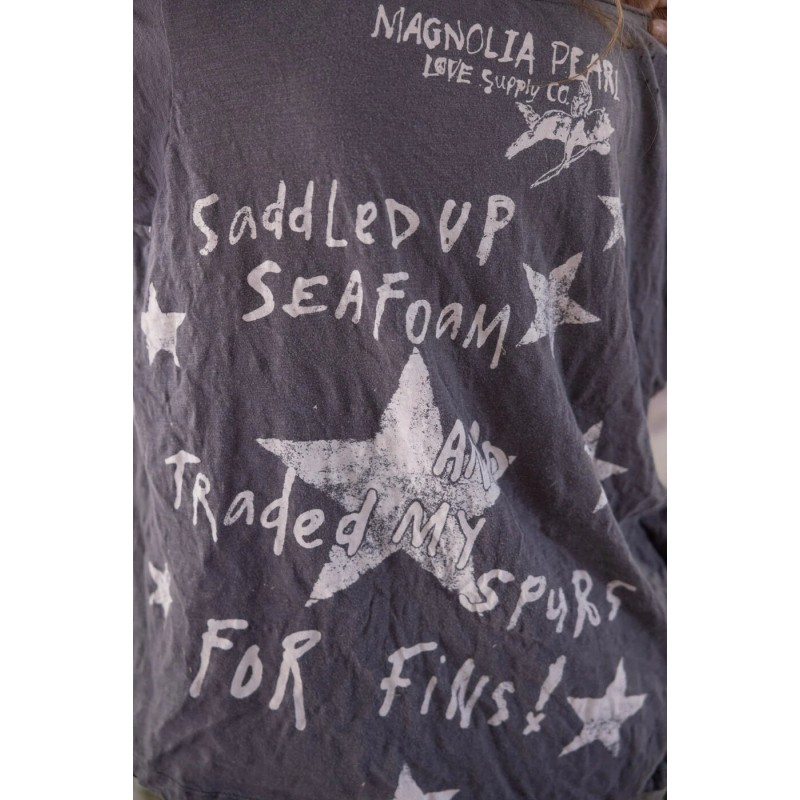 MAGNOLIA PEARL
LOVE Supply CO.
SaddLeD UP
SEAFOaM
AND
TRaded MY
SPURS
FOR FiNs!